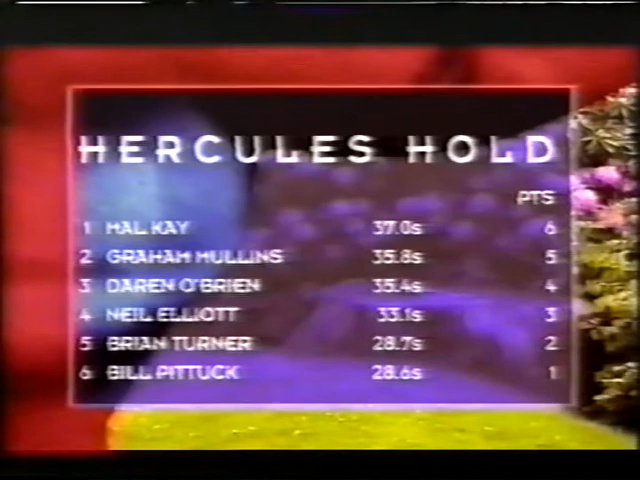 HERCULES HOLD
PTS
1 MAL KAY 37.0s 6
2 GRAHAM MULLINS 35.8s 5
3 DAREN O'BRIEN 35.4s 4
4 NEIL ELLIOTT 33.1s 3
5 BRIAN TURNER 28.7s 2
6 BILL PITTUCK 28.6s 1